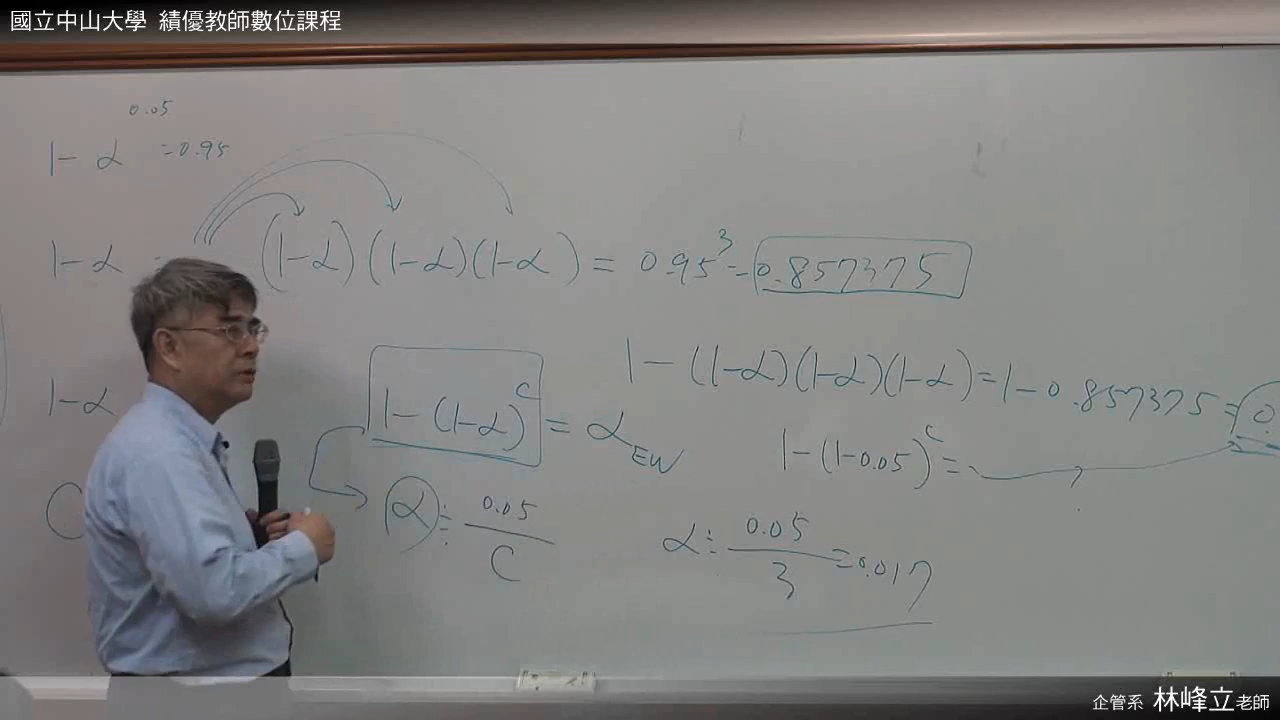 國立中山大學 績優教師數位課程
0.05
1-α =0.95
1-α = (1-α)(1-α)(1-α) = 0.95³ = 0.857375
1-(1-α)(1-α)(1-α) = 1-0.857375 = 0.
1-α
1-(1-α)^C = α_EW
1-(1-0.05)^C =
C
α ≑ 0.05/C
α ≑ 0.05/3 = 0.017
企管系 林峰立老師